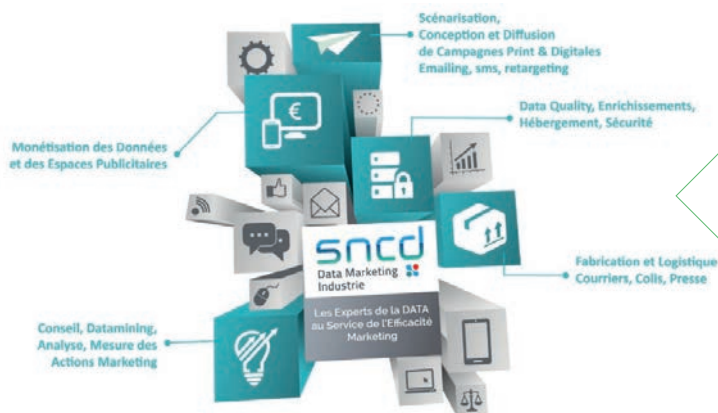 Scénarisation,
Conception et Diffusion
de Campagnes Print & Digitales
Emailing, sms, retargeting
Data Quality, Enrichissements,
Hébergement, Sécurité
Monétisation des Données
et des Espaces Publicitaires
€
sncd
Data Marketing
Industrie
Les Experts de la DATA
au Service de l'Efficacité
Marketing
Fabrication et Logistique
Courriers, Colis, Presse
Conseil, Datamining,
Analyse, Mesure des
Actions Marketing